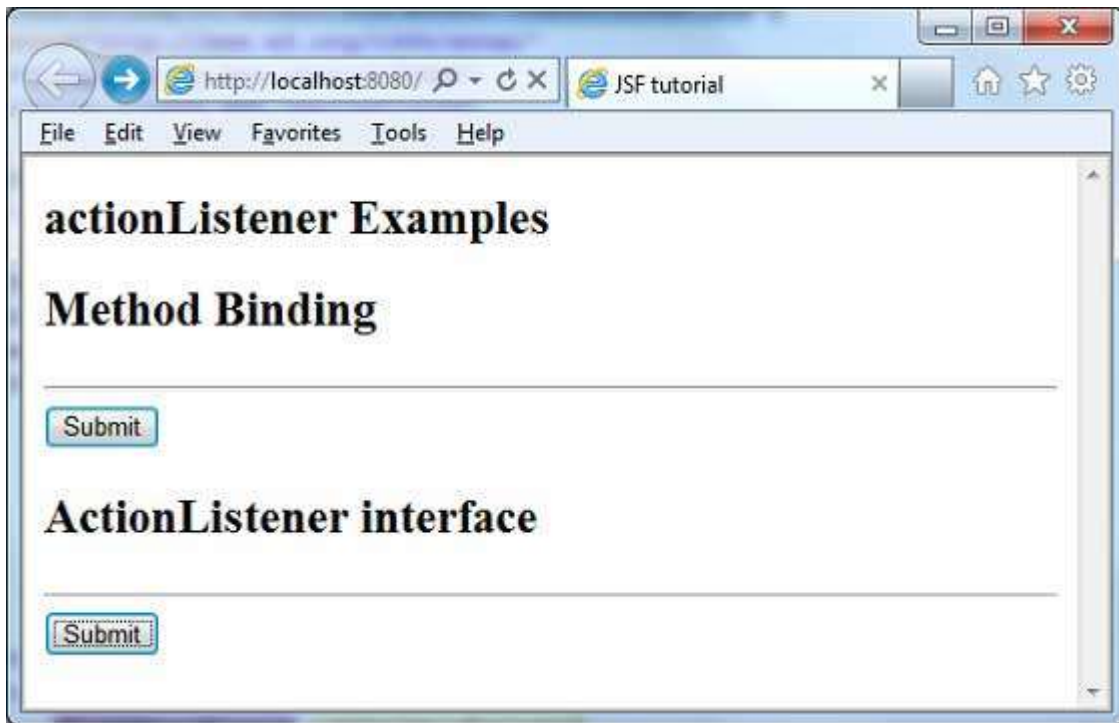 http://localhost:8080/
JSF tutorial
File Edit View Favorites Tools Help
actionListener Examples
Method Binding
Submit
ActionListener interface
Submit